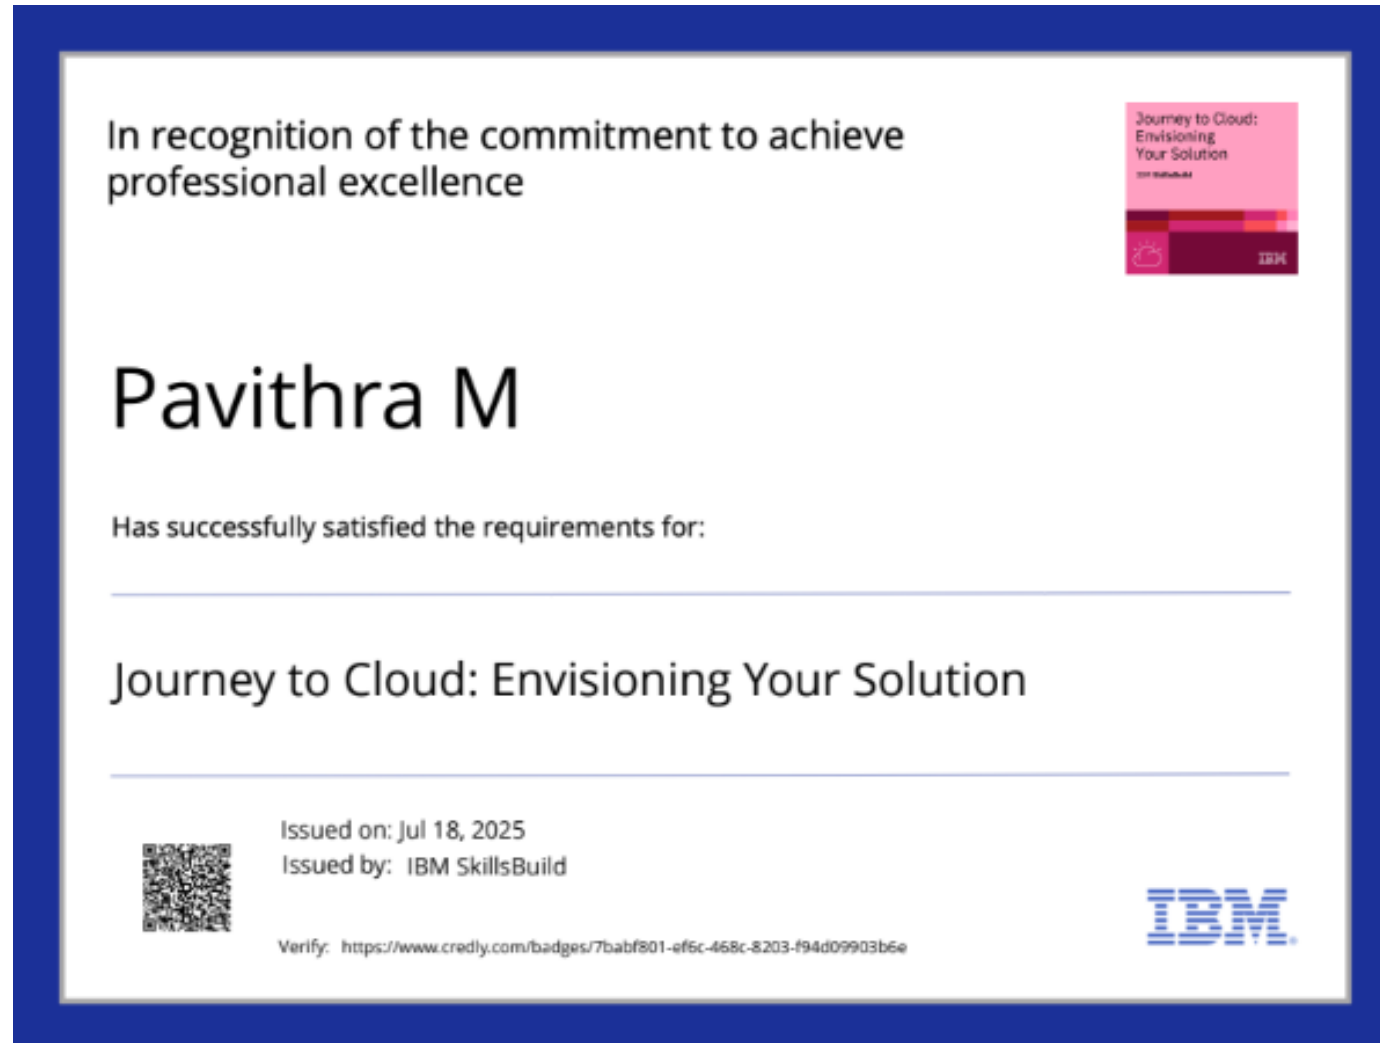 In recognition of the commitment to achieve
professional excellence
Journey to Cloud:
Envisioning
Your Solution
IBM SkillsBuild
IBM
Pavithra M
Has successfully satisfied the requirements for:
Journey to Cloud: Envisioning Your Solution
Issued on: Jul 18, 2025
Issued by: IBM SkillsBuild
Verify: https://www.credly.com/badges/7babf801-ef6c-468c-8203-f94d09903b6e
IBM.